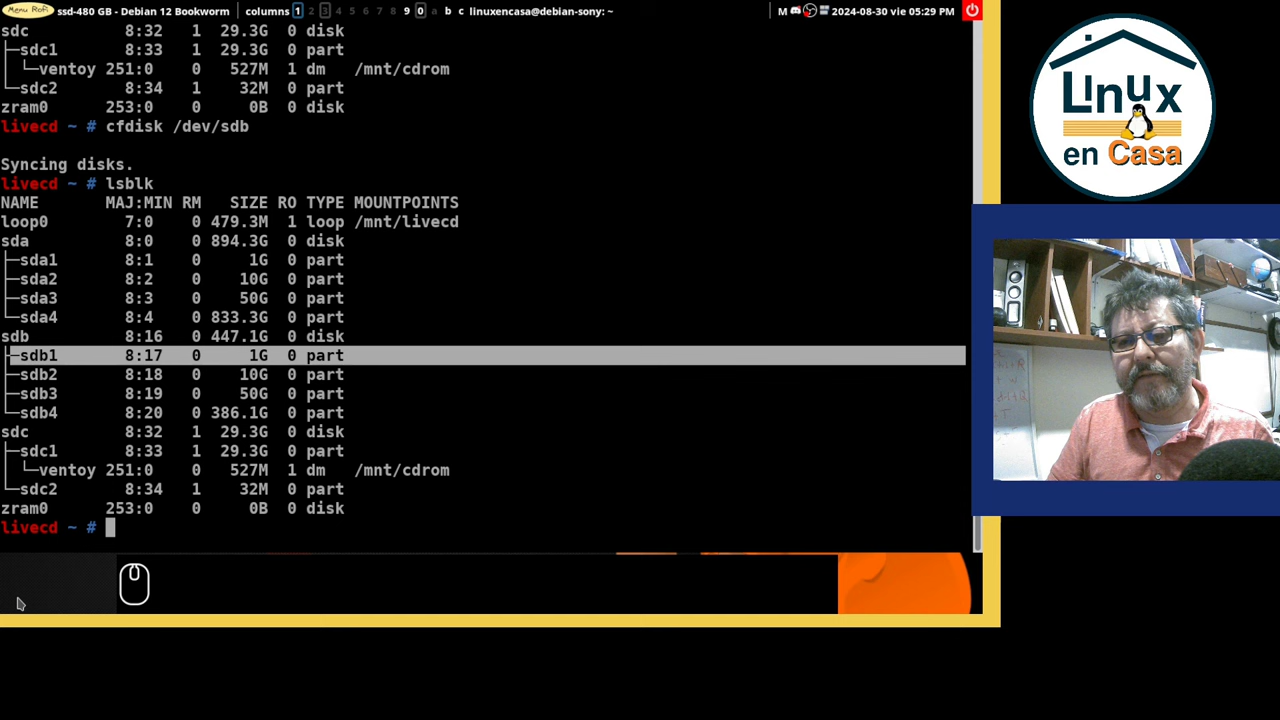 Menu Rofi ssd-480 GB - Debian 12 Bookworm columns 1 2 3 4 5 6 7 8 9 0 a b c linuxencasa@debian-sony: ~ M 2024-08-30 vie 05:29 PM
sdc 8:32 1 29.3G 0 disk
├─sdc1 8:33 1 29.3G 0 part
│ └─ventoy 251:0 0 527M 1 dm /mnt/cdrom
└─sdc2 8:34 1 32M 0 part
zram0 253:0 0 0B 0 disk
livecd ~ # cfdisk /dev/sdb
Syncing disks.
livecd ~ # lsblk
NAME MAJ:MIN RM SIZE RO TYPE MOUNTPOINTS
loop0 7:0 0 479.3M 1 loop /mnt/livecd
sda 8:0 0 894.3G 0 disk
├─sda1 8:1 0 1G 0 part
├─sda2 8:2 0 10G 0 part
├─sda3 8:3 0 50G 0 part
└─sda4 8:4 0 833.3G 0 part
sdb 8:16 0 447.1G 0 disk
├─sdb1 8:17 0 1G 0 part
├─sdb2 8:18 0 10G 0 part
├─sdb3 8:19 0 50G 0 part
└─sdb4 8:20 0 386.1G 0 part
sdc 8:32 1 29.3G 0 disk
├─sdc1 8:33 1 29.3G 0 part
│ └─ventoy 251:0 0 527M 1 dm /mnt/cdrom
└─sdc2 8:34 1 32M 0 part
zram0 253:0 0 0B 0 disk
livecd ~ #
Linux
en Casa